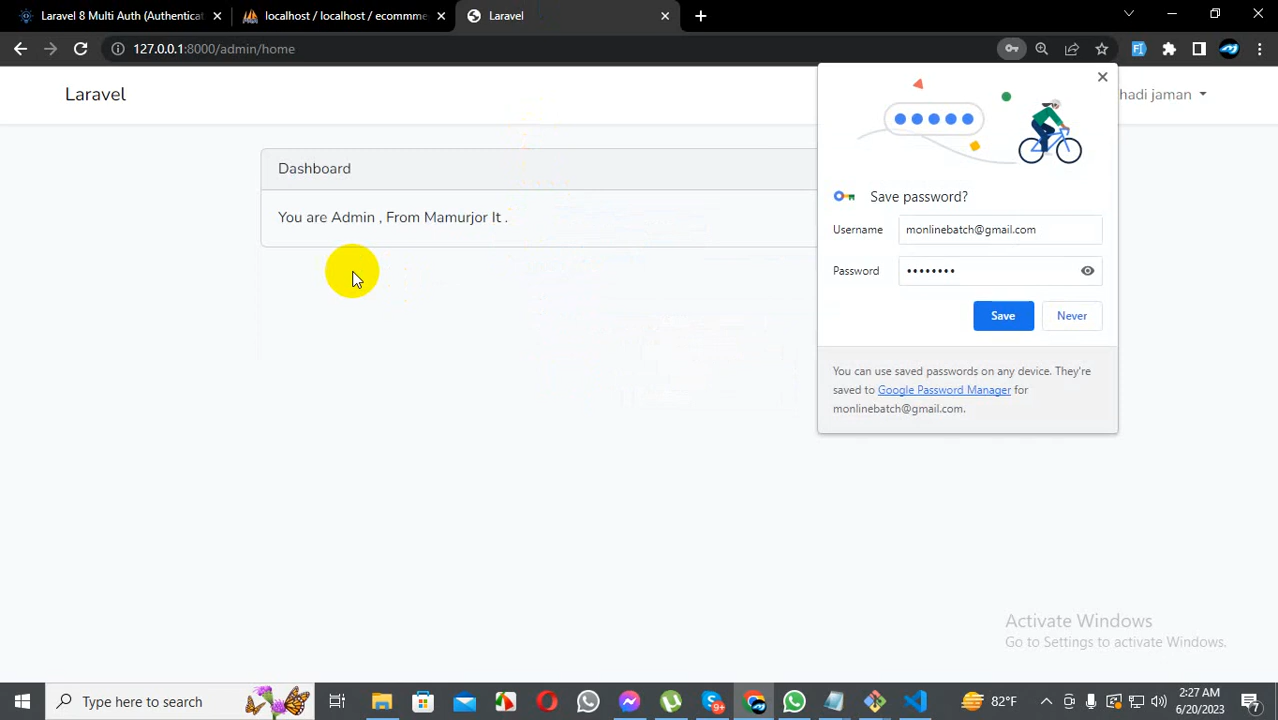 Laravel 8 Multi Auth (Authenticat
localhost / localhost / ecommme
Laravel
127.0.0.1:8000/admin/home
Laravel
hadi jaman
Dashboard
You are Admin , From Mamurjor It .
Save password?
Username
monlinebatch@gmail.com
Password
••••••••
Save
Never
You can use saved passwords on any device. They're
saved to Google Password Manager for
monlinebatch@gmail.com.
Activate Windows
Go to Settings to activate Windows.
Type here to search
9+
82°F
2:27 AM
6/20/2023
7